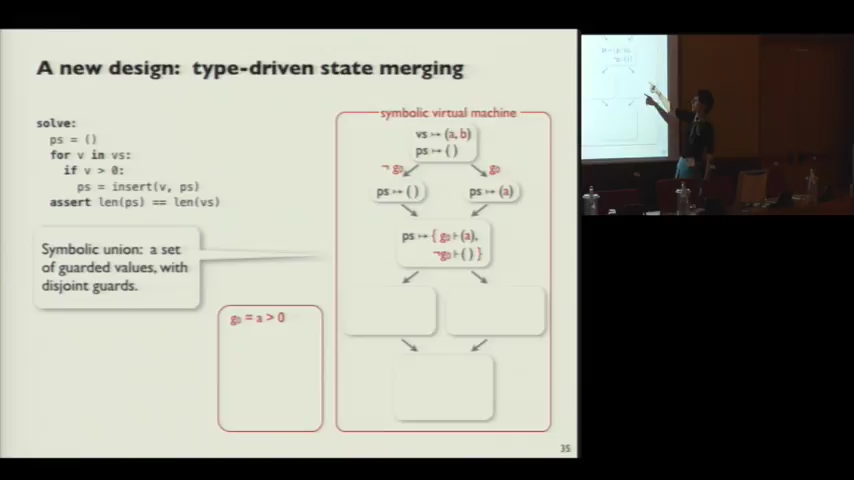 A new design: type-driven state merging
solve:
ps = ()
for v in vs:
if v > 0:
ps = insert(v, ps)
assert len(ps) == len(vs)
Symbolic union: a set
of guarded values, with
disjoint guards.
g₀ = a > 0
symbolic virtual machine
vs ↦ (a, b)
ps ↦ ( )
¬ g₀
g₀
ps ↦ ( )
ps ↦ (a)
ps ↦ { g₀ ⊦ (a),
¬g₀ ⊦ ( ) }
35